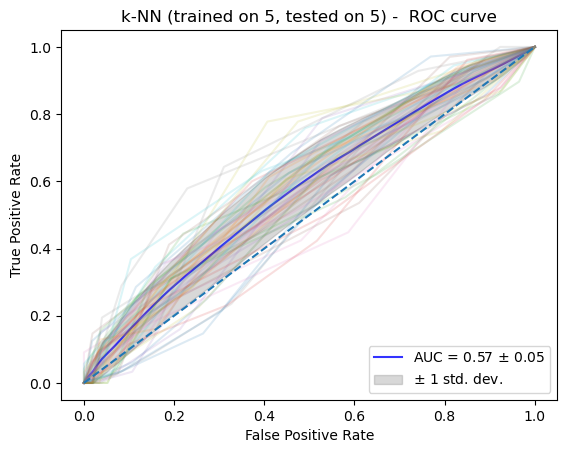 k-NN (trained on 5, tested on 5) -  ROC curve
True Positive Rate
1.0
0.8
0.6
0.4
0.2
0.0
AUC = 0.57 ± 0.05
± 1 std. dev.
0.0 0.2 0.4 0.6 0.8 1.0
False Positive Rate